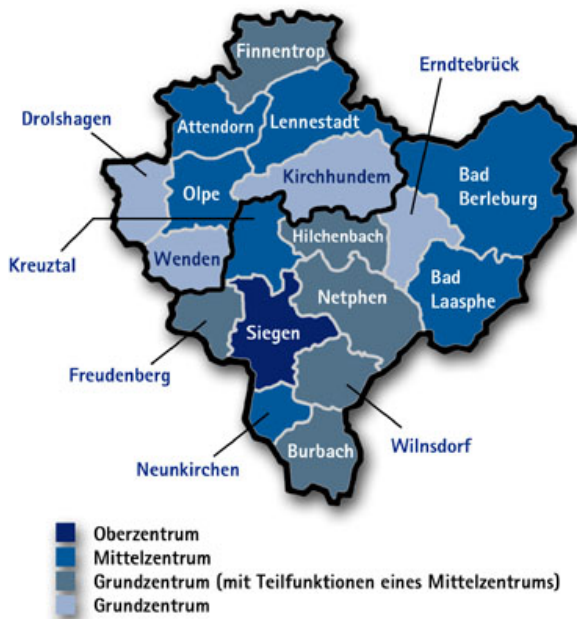 Finnentrop
Erndtebrück
Drolshagen
Attendorn
Lennestadt
Kirchhundem
Bad
Berleburg
Olpe
Hilchenbach
Kreuztal
Wenden
Bad
Laasphe
Netphen
Siegen
Freudenberg
Wilnsdorf
Burbach
Neunkirchen
Oberzentrum
Mittelzentrum
Grundzentrum (mit Teilfunktionen eines Mittelzentrums)
Grundzentrum